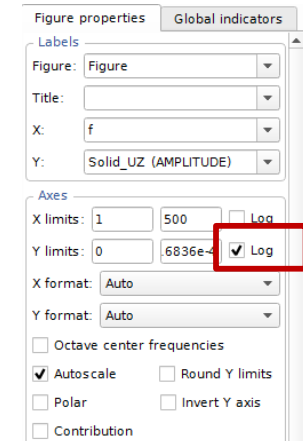 Figure properties Global indicators
Labels
Figure: Figure
Title:
X: f
Y: Solid_UZ (AMPLITUDE)
Axes
X limits: 1 500 Log
Y limits: 0 .6836e-4 Log
X format: Auto
Y format: Auto
Octave center frequencies
Autoscale Round Y limits
Polar Invert Y axis
Contribution